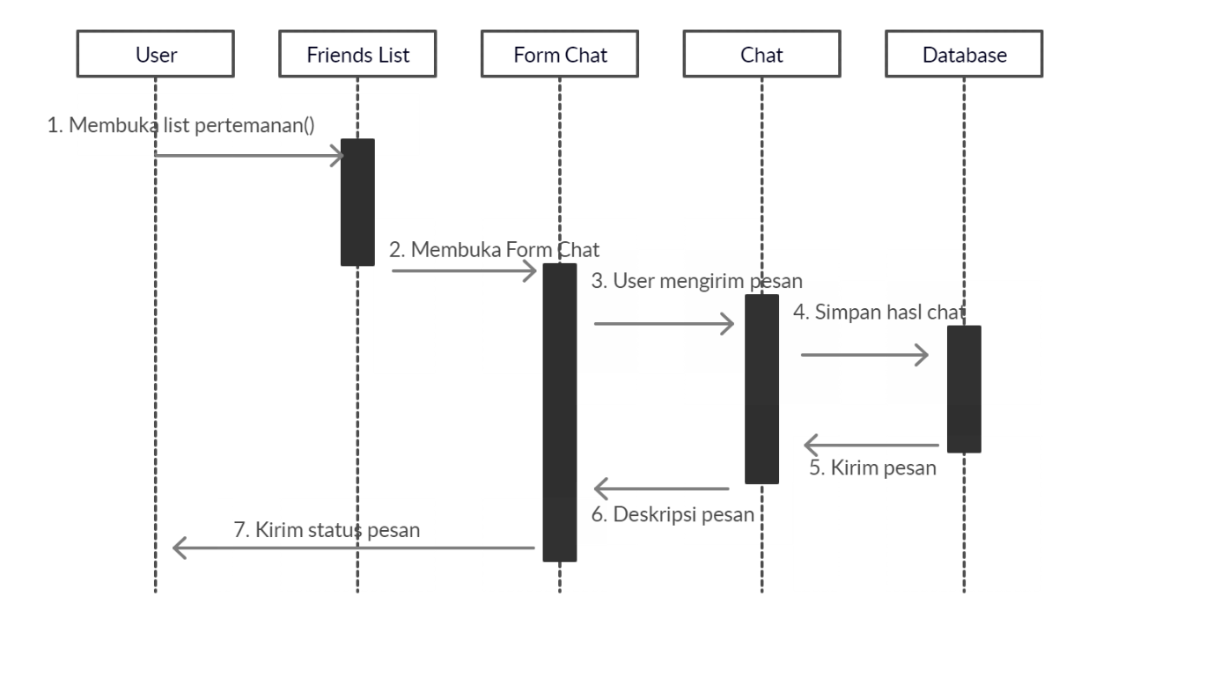 User
Friends List
Form Chat
Chat
Database
1. Membuka list pertemanan()
2. Membuka Form Chat
3. User mengirim pesan
4. Simpan hasl chat
5. Kirim pesan
6. Deskripsi pesan
7. Kirim status pesan